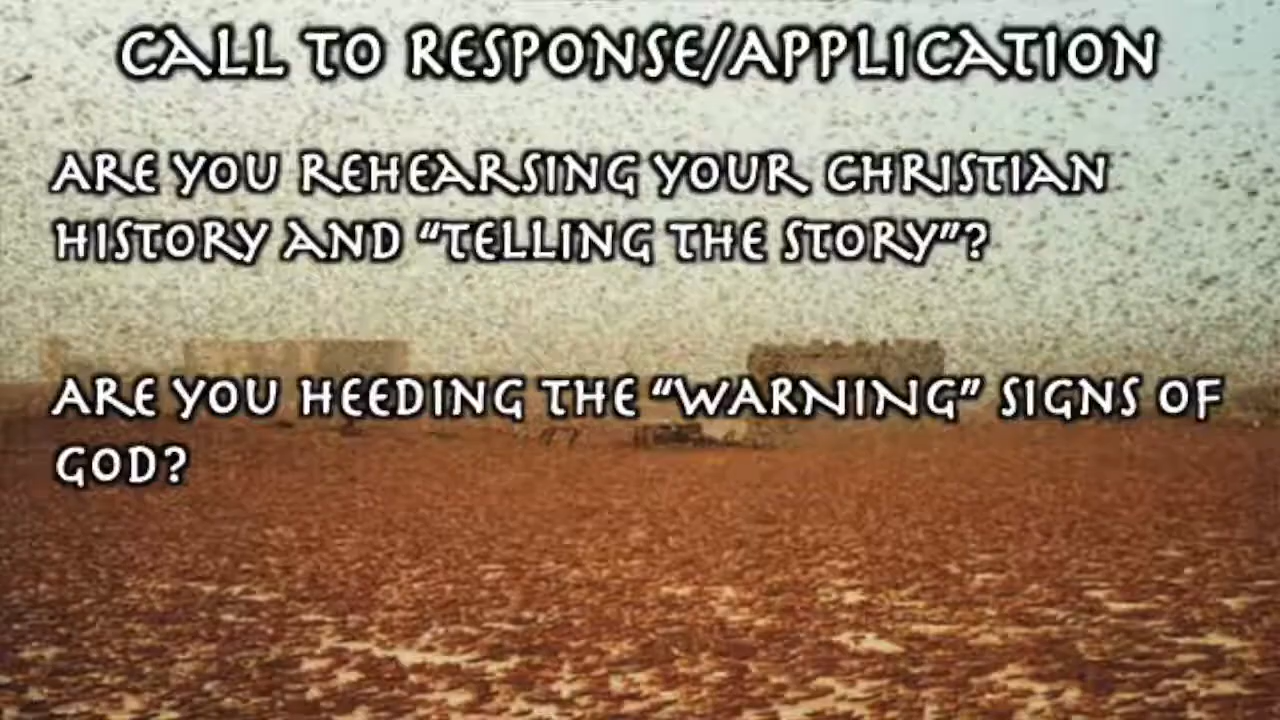 CALL TO RESPONSE/APPLICATION
ARE YOU REHEARSING YOUR CHRISTIAN
HISTORY AND “TELLING THE STORY”?
ARE YOU HEEDING THE “WARNING” SIGNS OF
GOD?